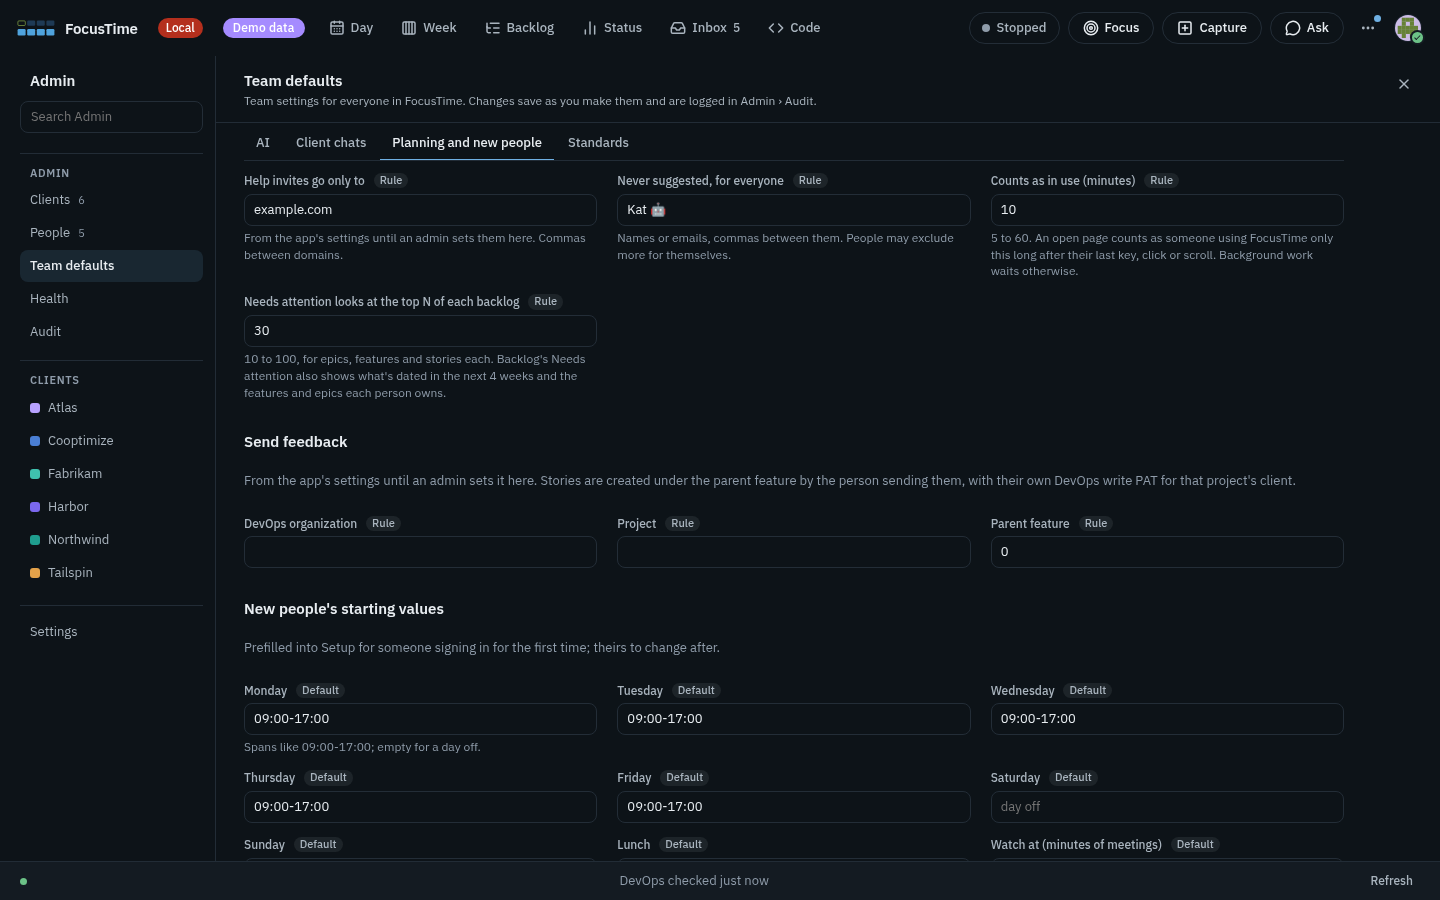 FocusTime
Local
Demo data
Day
Week
Backlog
Status
Inbox 5
Code
Stopped
Focus
Capture
Ask
Admin
Search Admin
ADMIN
Clients 6
People 5
Team defaults
Health
Audit
CLIENTS
Atlas
Cooptimize
Fabrikam
Harbor
Northwind
Tailspin
Settings
Team defaults
Team settings for everyone in FocusTime. Changes save as you make them and are logged in Admin › Audit.
AI
Client chats
Planning and new people
Standards
Help invites go only to Rule
example.com
From the app's settings until an admin sets them here. Commas
between domains.
Never suggested, for everyone Rule
Kat 🤖
Names or emails, commas between them. People may exclude
more for themselves.
Counts as in use (minutes) Rule
10
5 to 60. An open page counts as someone using FocusTime only
this long after their last key, click or scroll. Background work
waits otherwise.
Needs attention looks at the top N of each backlog Rule
30
10 to 100, for epics, features and stories each. Backlog's Needs
attention also shows what's dated in the next 4 weeks and the
features and epics each person owns.
Send feedback
From the app's settings until an admin sets it here. Stories are created under the parent feature by the person sending them, with their own DevOps write PAT for that project's client.
DevOps organization Rule
Project Rule
Parent feature Rule
0
New people's starting values
Prefilled into Setup for someone signing in for the first time; theirs to change after.
Monday Default
09:00-17:00
Spans like 09:00-17:00; empty for a day off.
Tuesday Default
09:00-17:00
Wednesday Default
09:00-17:00
Thursday Default
09:00-17:00
Friday Default
09:00-17:00
Saturday Default
day off
Sunday Default
Lunch Default
Watch at (minutes of meetings) Default
DevOps checked just now
Refresh